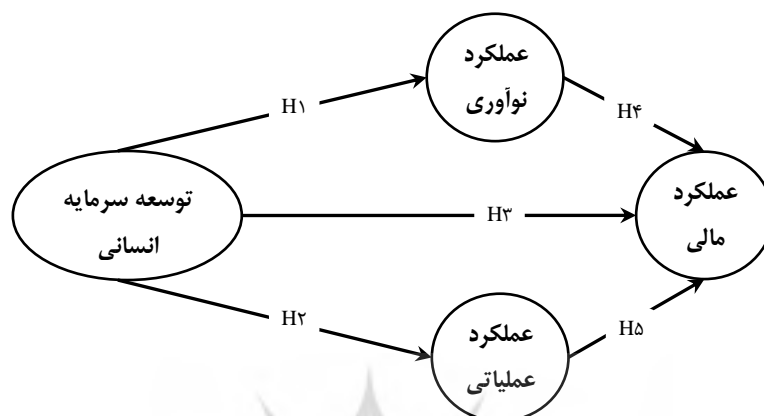 عملکرد
نوآوری
H۱
H۴
توسعه سرمایه
انسانی
H۳
عملکرد
مالی
H۲
H۵
عملکرد
عملیاتی